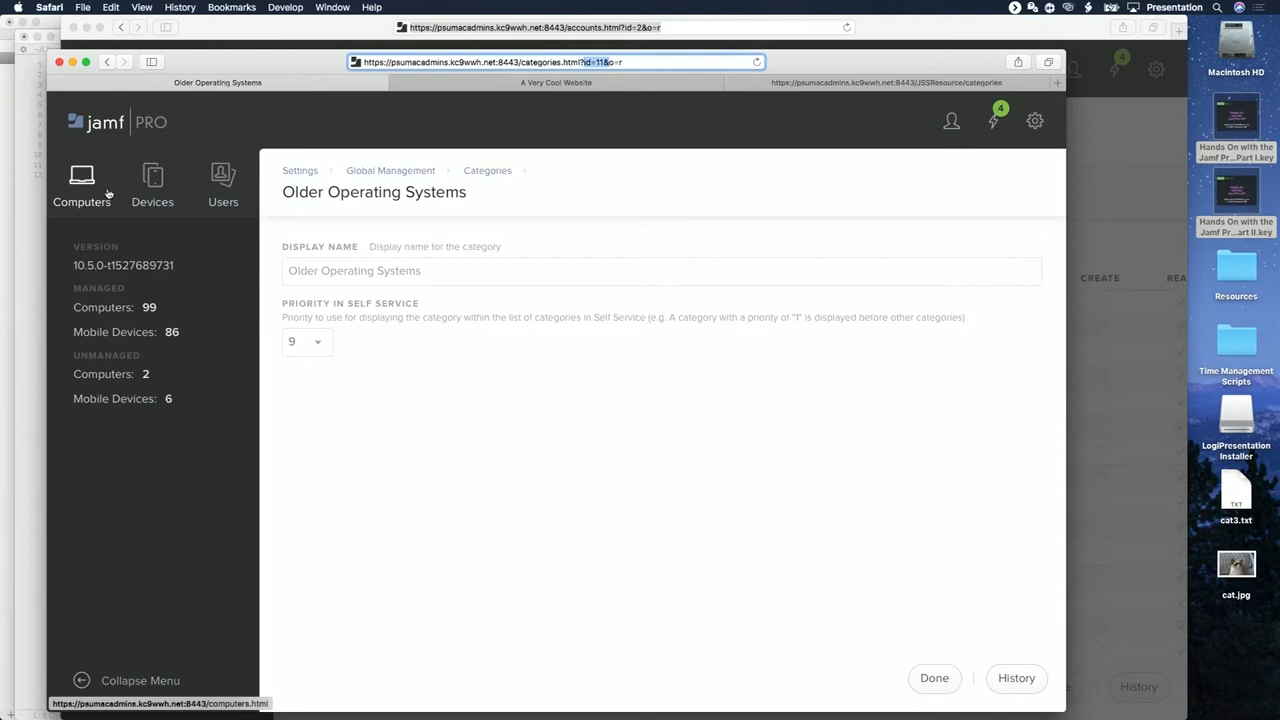 Safari File Edit View History Bookmarks Develop Window Help Presentation
https://psumacadmins.kc9wwh.net:8443/accounts.html?id=2&o=r
https://psumacadmins.kc9wwh.net:8443/categories.html?id=11&o=r
Older Operating Systems
A Very Cool Website
https://psumacadmins.kc9wwh.net:8443/JSSResource/categories
jamf PRO
4
4
Computers
Devices
Users
VERSION
10.5.0-t1527689731
MANAGED
Computers: 99
Mobile Devices: 86
UNMANAGED
Computers: 2
Mobile Devices: 6
Collapse Menu
https://psumacadmins.kc9wwh.net:8443/computers.html
Settings
Global Management
Categories
Older Operating Systems
DISPLAY NAME Display name for the category
Older Operating Systems
PRIORITY IN SELF SERVICE
Priority to use for displaying the category within the list of categories in Self Service (e.g. A category with a priority of "1" is displayed before other categories)
9
Done
History
CREATE
REA
History
Macintosh HD
Hands On with the
Jamf Pr...Part I.key
Hands On with the
Jamf Pr...art II.key
Resources
Time Management
Scripts
LogiPresentation
Installer
TXT
cat3.txt
cat.jpg